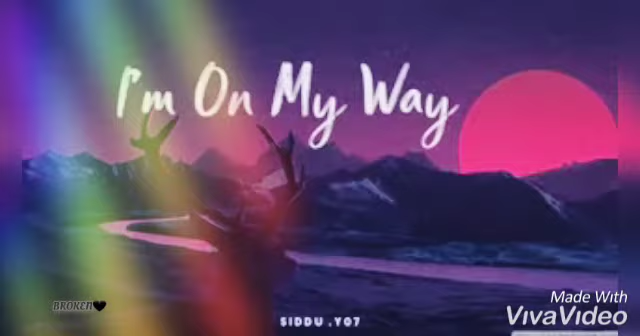 I'm On My Way
BROKEN🖤
SIDDU .Y07
Made With
VivaVideo